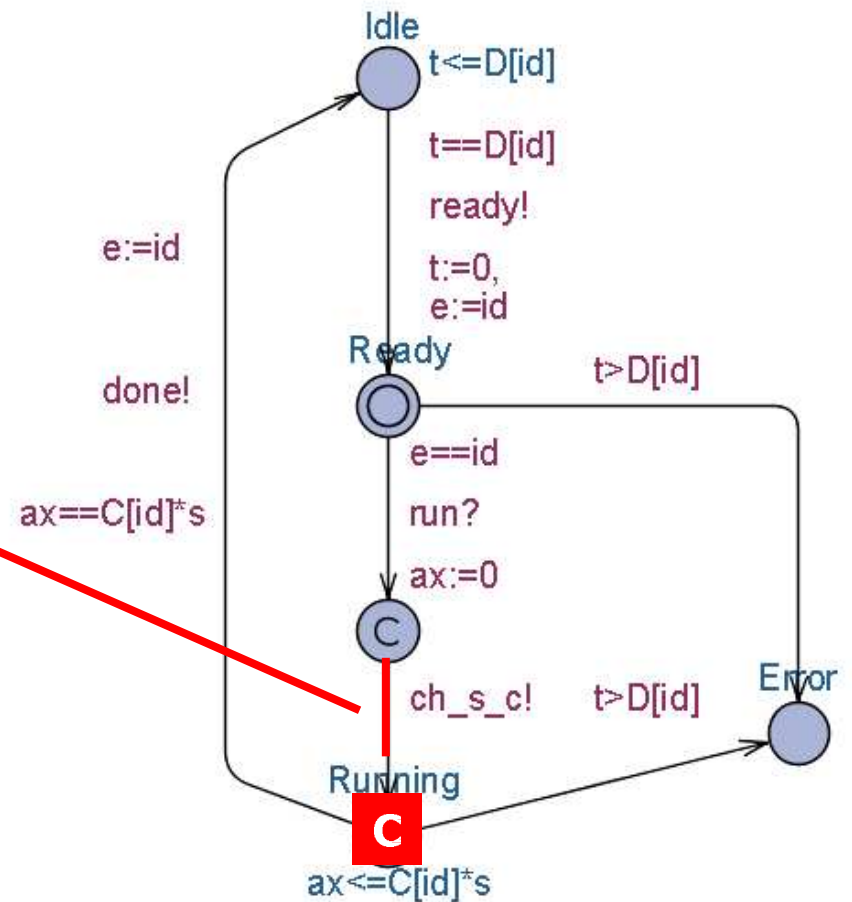 Idle
t<=D[id]
t==D[id]
ready!
t:=0,
e:=id
e:=id
Ready
t>D[id]
done!
e==id
ax==C[id]*s
run?
ax:=0
C
ch_s_c!
t>D[id]
Error
Running
C
ax<=C[id]*s